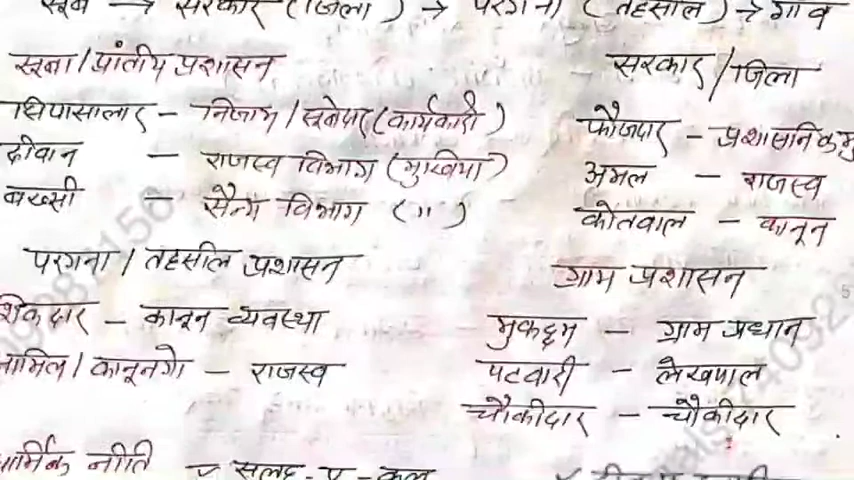 सूबा → सरकार (जिला) → परगना (तहसील) → गांव
सूबा/प्रांतीय प्रशासन
सिपासालार - निजाम/सूबेदार (कार्यकारी)
दीवान - राजस्व विभाग (मुखिया)
बख्सी - सैन्य विभाग (")
सरकार/जिला
फौजदार - प्रशासनिक मु
अमल - राजस्व
कोतवाल - कानून
परगना/तहसील प्रशासन
शिकदार - कानून व्यवस्था
आमिल/कानूनगो - राजस्व
ग्राम प्रशासन
मुकद्दम - ग्राम प्रधान
पटवारी - लेखपाल
चौकीदार - चौकीदार
धार्मिक नीति
✓ सुलह-ए-कुल